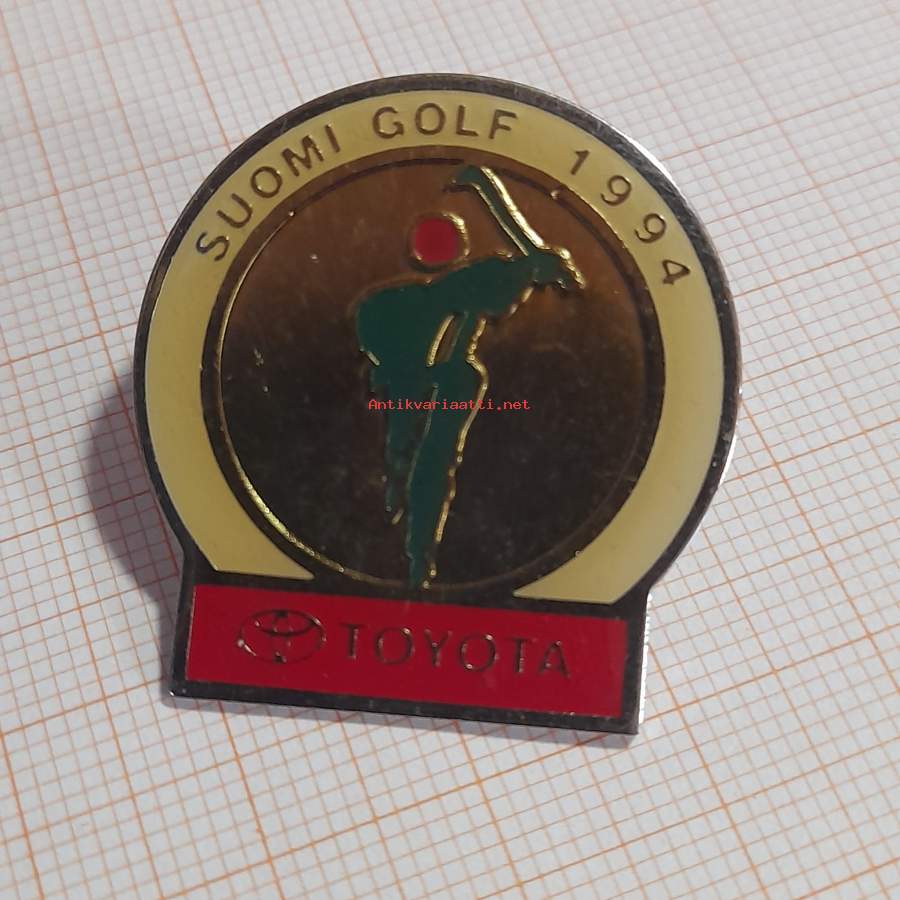 SUOMI GOLF 1994
Antikvariaatti.net
TOYOTA